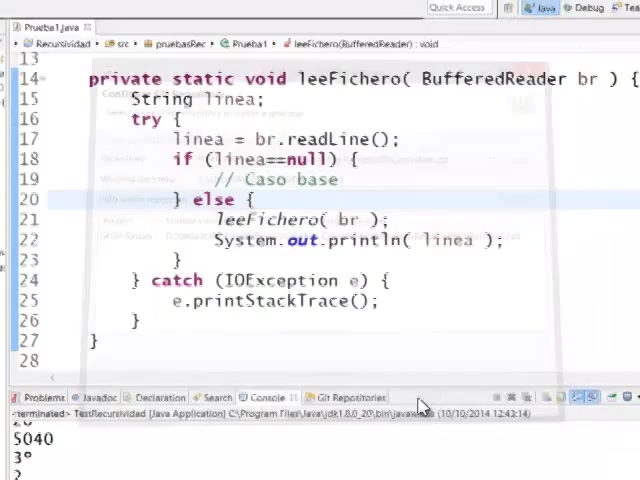 Quick Access
Java
Debug
Prueba1.java
Recursividad
src
pruebasRec
Prueba1
leeFichero(BufferedReader) : void
13
14 private static void leeFichero( BufferedReader br ) {
15 String linea;
16 try {
17 linea = br.readLine();
18 if (linea==null) {
19 // Caso base
20 } else {
21 leeFichero( br );
22 System.out.println( linea );
23 }
24 } catch (IOException e) {
25 e.printStackTrace();
26 }
27 }
28
Problems
Javadoc
Declaration
Search
Console
Git Repositories
<terminated> TestRecursividad [Java Application] C:\Program Files\Java\jdk1.8.0_20\bin\javaw.exe (10/10/2014 12:43:14)
5040
3º
2